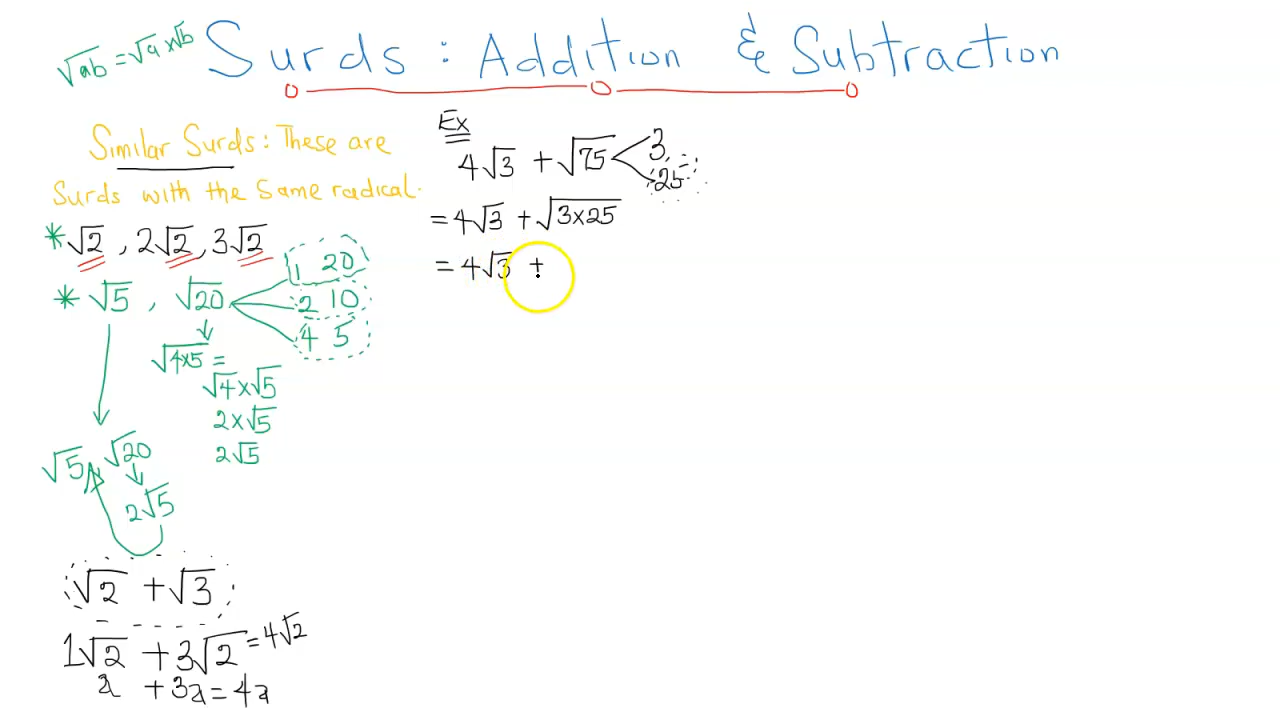 √ab = √a x √b
Surds : Addition & Subtraction
Similar Surds: These are
Surds with the Same radical.
* √2 , 2√2, 3√2
* √5 , √20
1 20
2 10
4 5
√4x5 =
√4 x √5
2 x √5
2√5
√5 √20
2√5
√2 + √3
1√2 + 3√2 = 4√2
a + 3a = 4a
Ex
4√3 + √75
3
25
= 4√3 + √3x25
= 4√3 +